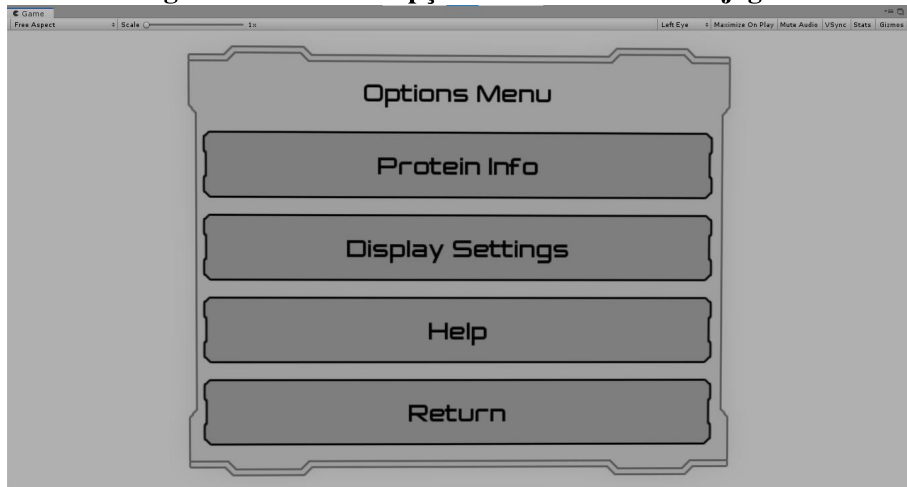 Game
Free Aspect Scale 1x Left Eye Maximize On Play Mute Audio VSync Stats Gizmos
Options Menu
Protein Info
Display Settings
Help
Return